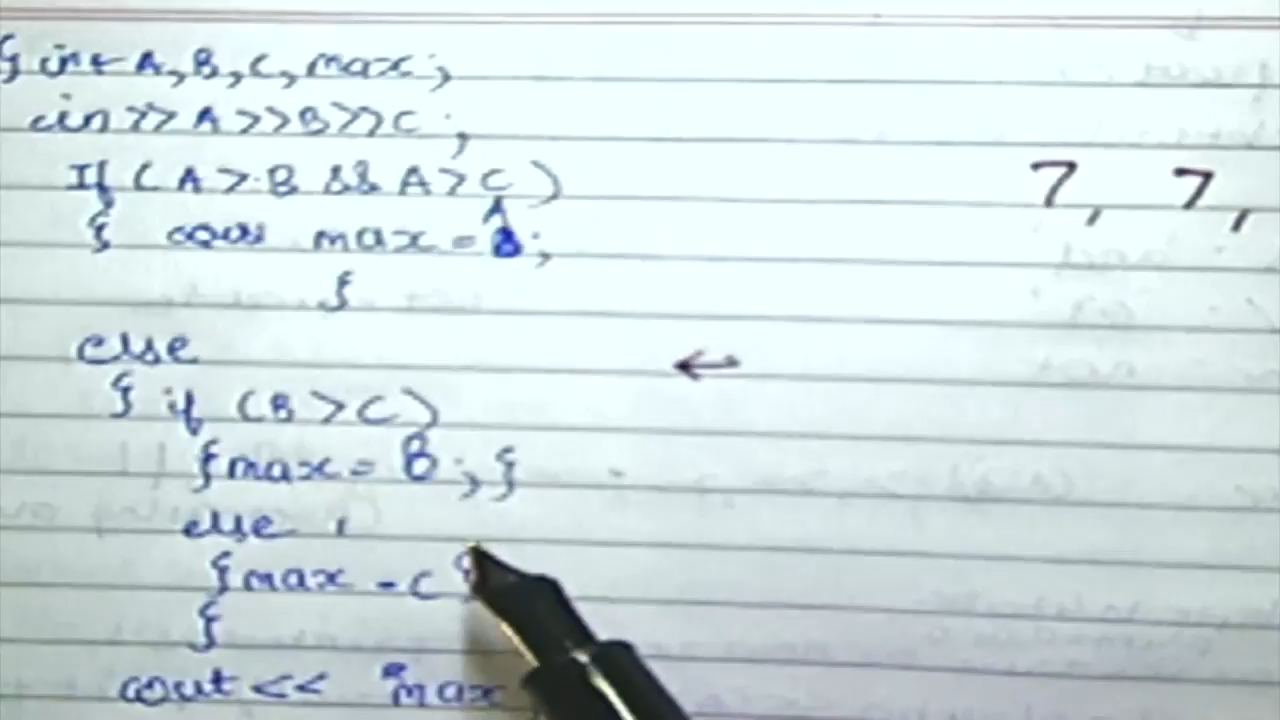 { int A, B, C, max;
cin >> A >> B >> C ;
If ( A > B && A > C )
{ max = A;
}
else
{ if (B > C)
{max = B ; }
else
{max = C
}
cout << "max
7, 7,